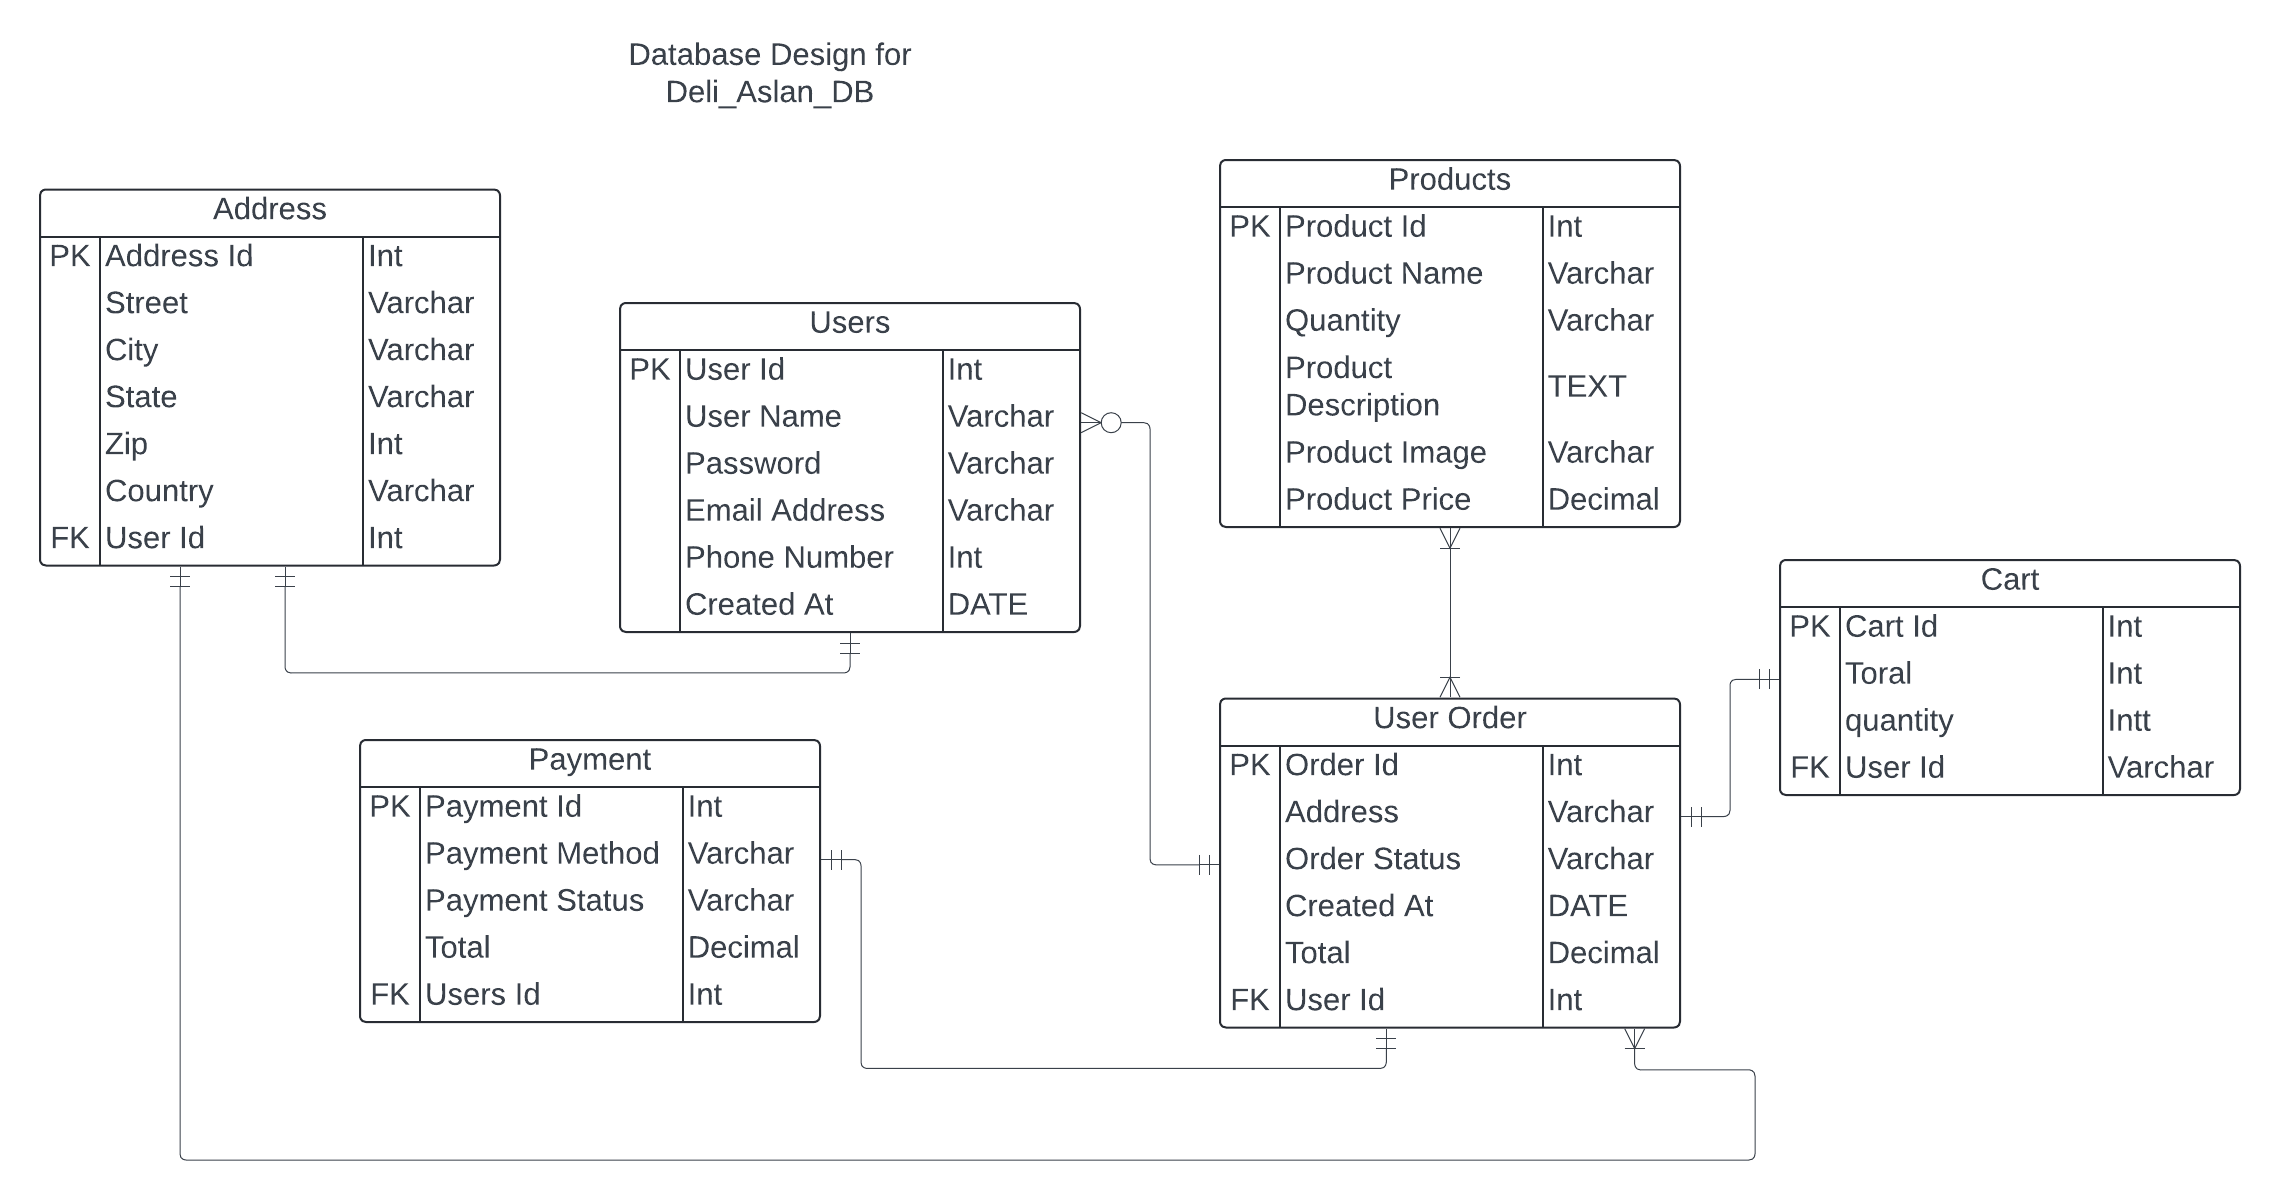 Database Design for
Deli_Aslan_DB
Address
PK Address Id Int
Street Varchar
City Varchar
State Varchar
Zip Int
Country Varchar
FK User Id Int
Users
PK User Id Int
User Name Varchar
Password Varchar
Email Address Varchar
Phone Number Int
Created At DATE
Products
PK Product Id Int
Product Name Varchar
Quantity Varchar
Product
Description TEXT
Product Image Varchar
Product Price Decimal
Payment
PK Payment Id Int
Payment Method Varchar
Payment Status Varchar
Total Decimal
FK Users Id Int
User Order
PK Order Id Int
Address Varchar
Order Status Varchar
Created At DATE
Total Decimal
FK User Id Int
Cart
PK Cart Id Int
Toral Int
quantity Intt
FK User Id Varchar